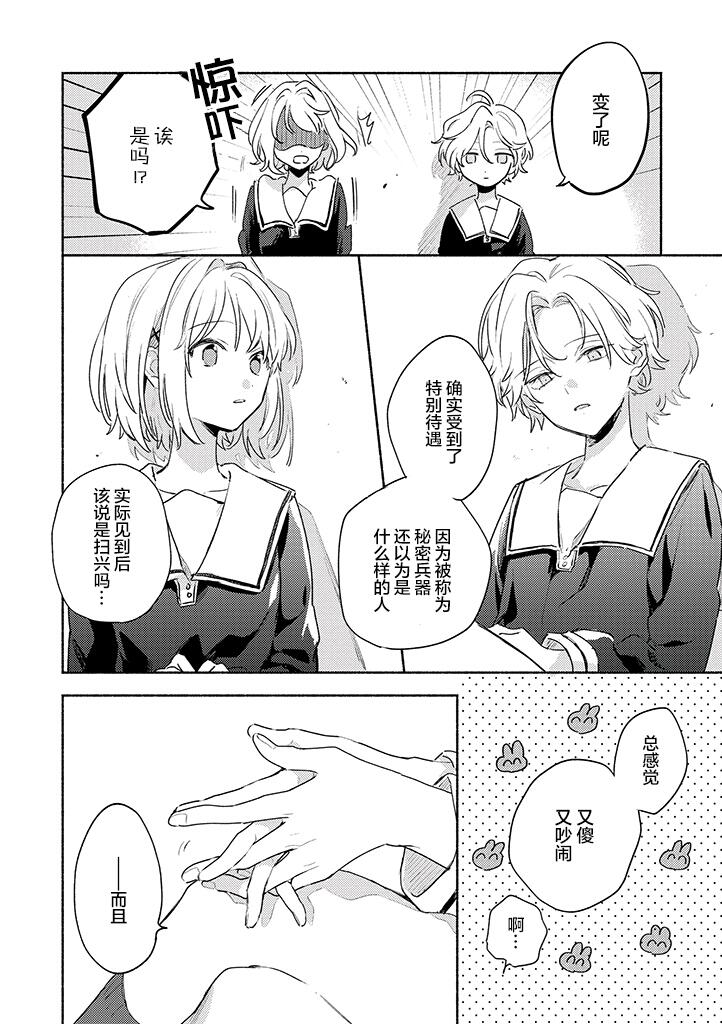 变了呢
惊吓
诶
是吗!?
确实受到了
特别待遇
因为被称为
秘密兵器
还以为是
什么样的人
实际见到后
该说是扫兴吗…
总感觉
又傻
又吵闹
啊…
——而且